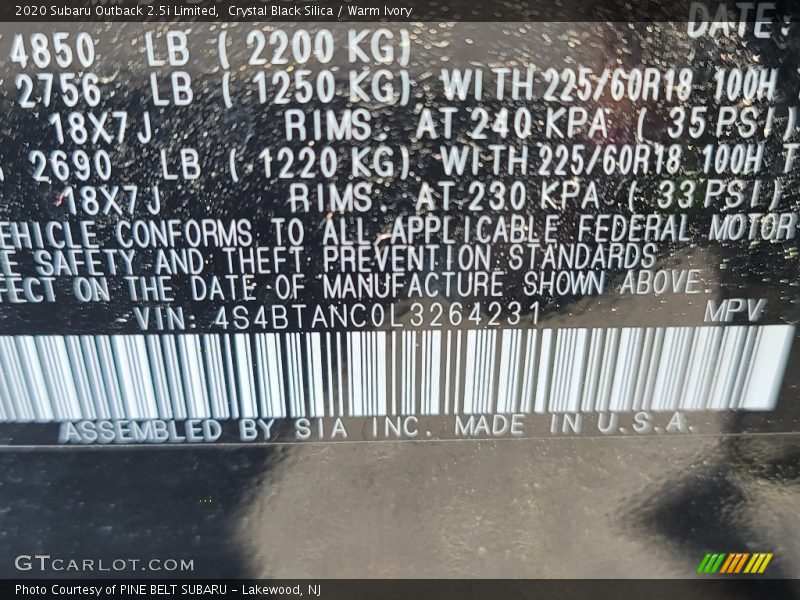 2020 Subaru Outback 2.5i Limited, Crystal Black Silica / Warm Ivory
DATE:
4850 LB ( 2200 KG)
2756 LB ( 1250 KG) WITH 225/60R18 100H
18X7J RIMS. AT 240 KPA ( 35 PSI)
2690 LB ( 1220 KG) WITH 225/60R18 100H T
18X7J RIMS. AT 230 KPA ( 33 PSI)
EHICLE CONFORMS TO ALL APPLICABLE FEDERAL MOTOR
E SAFETY AND THEFT PREVENTION STANDARDS
FECT ON THE DATE OF MANUFACTURE SHOWN ABOVE.
VIN: 4S4BTANC0L3264231 MPV
ASSEMBLED BY SIA INC. MADE IN U.S.A.
GTCARLOT.COM
Photo Courtesy of PINE BELT SUBARU - Lakewood, NJ